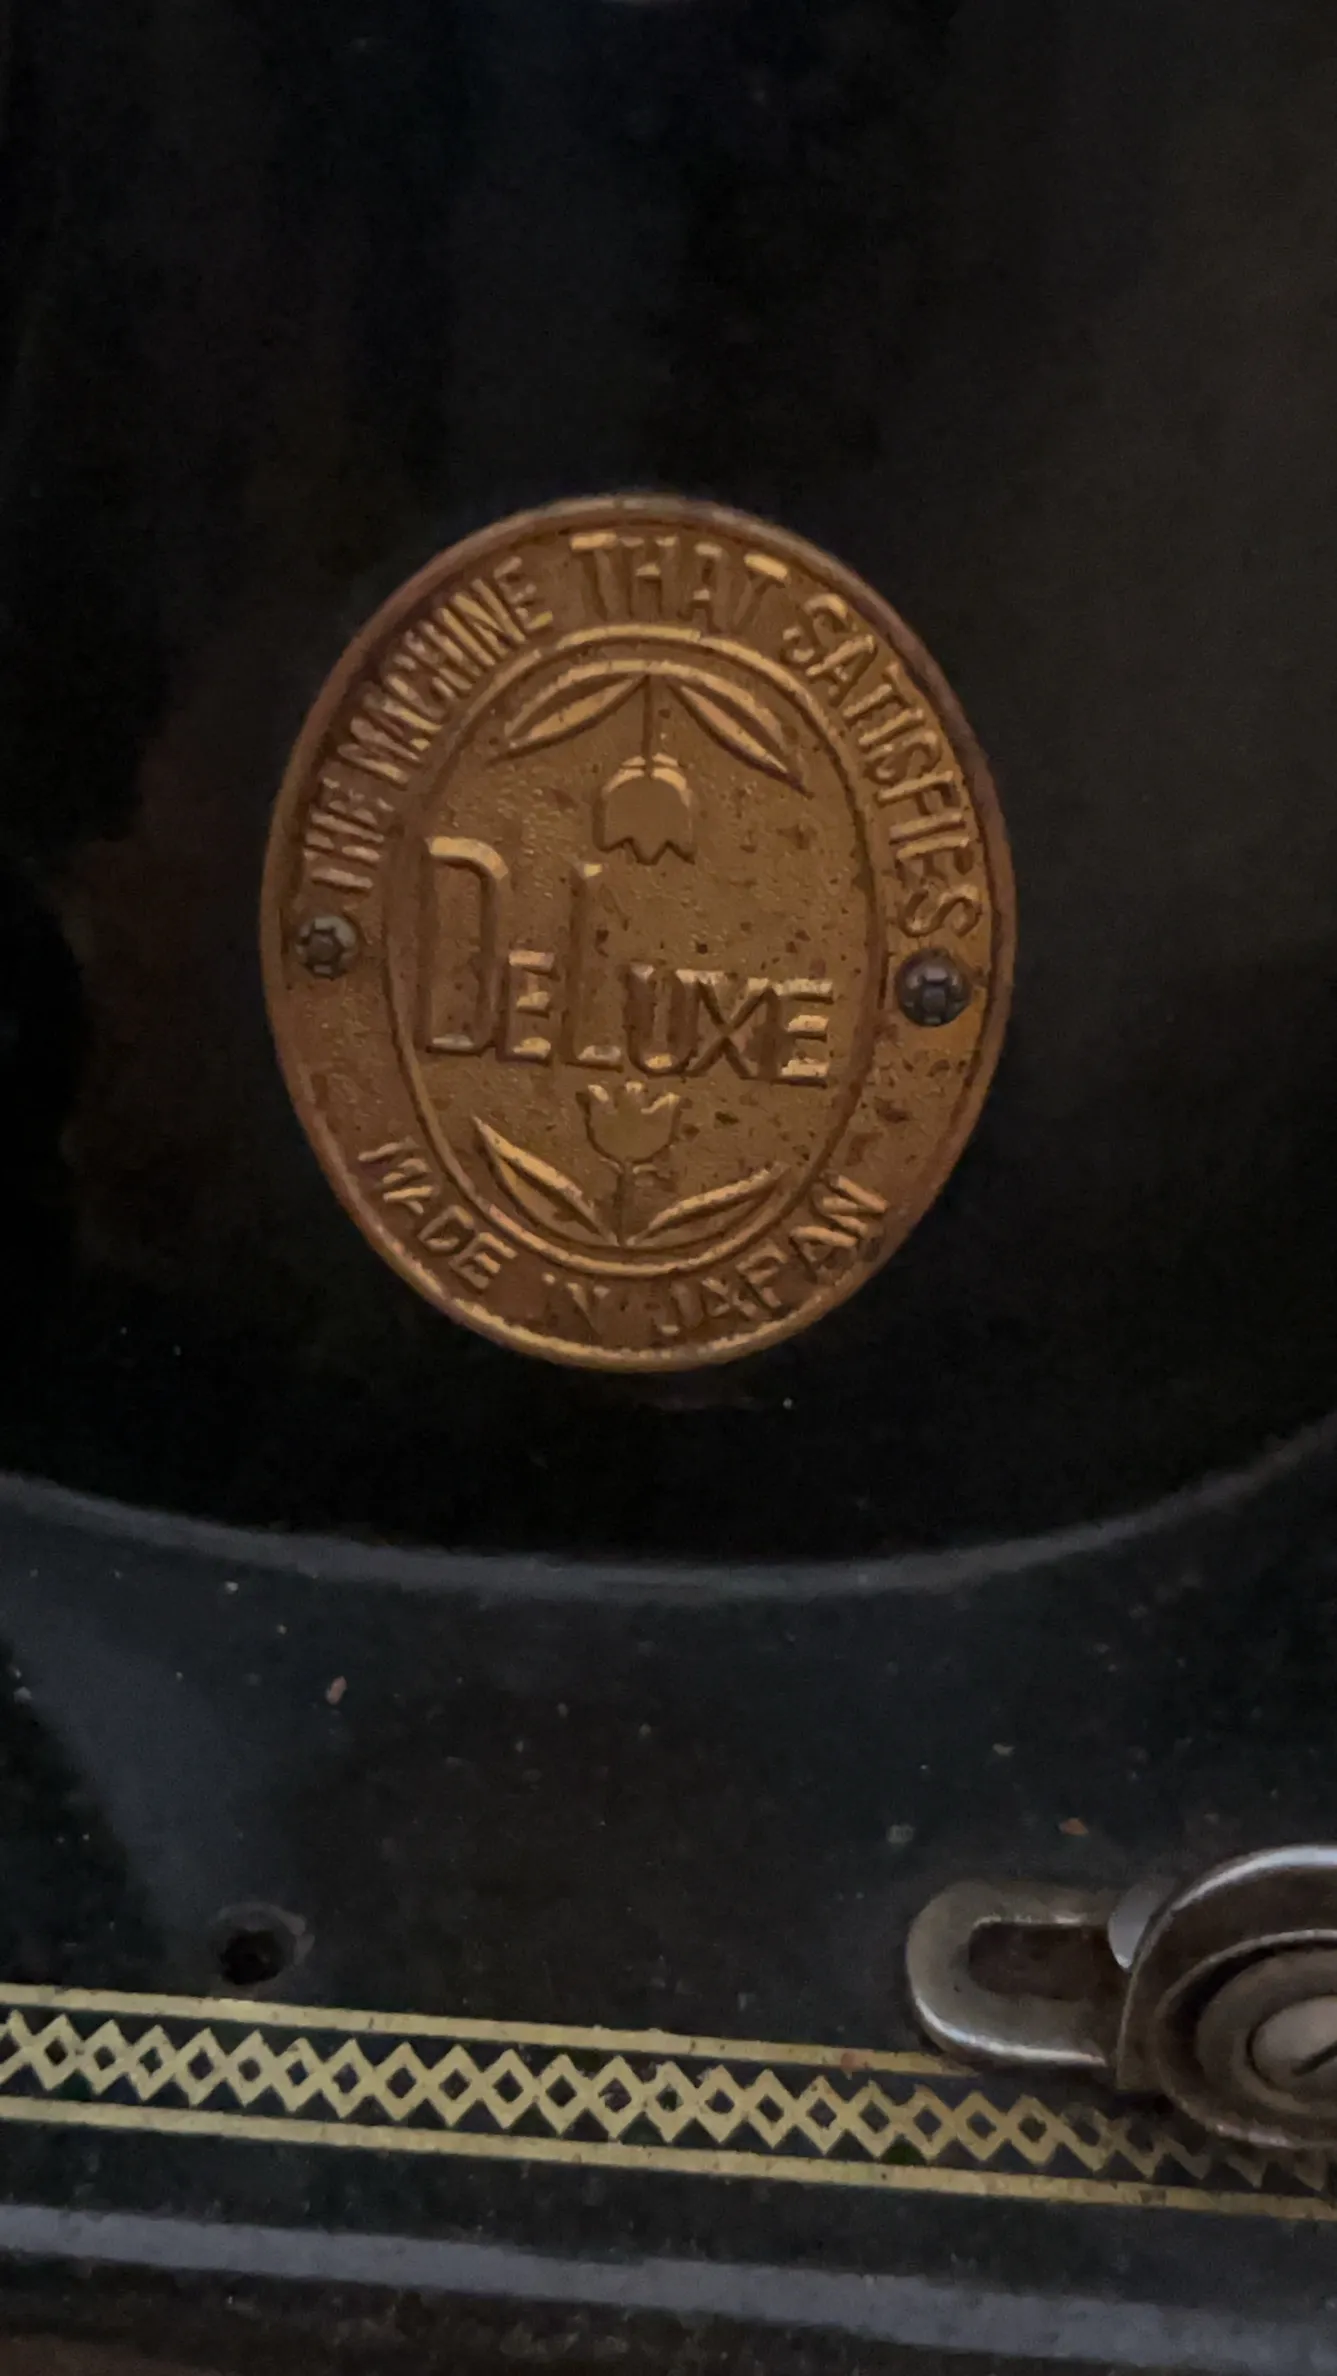 THE MACHINE THAT SATISFIES
DELUXE
MADE IN JAPAN